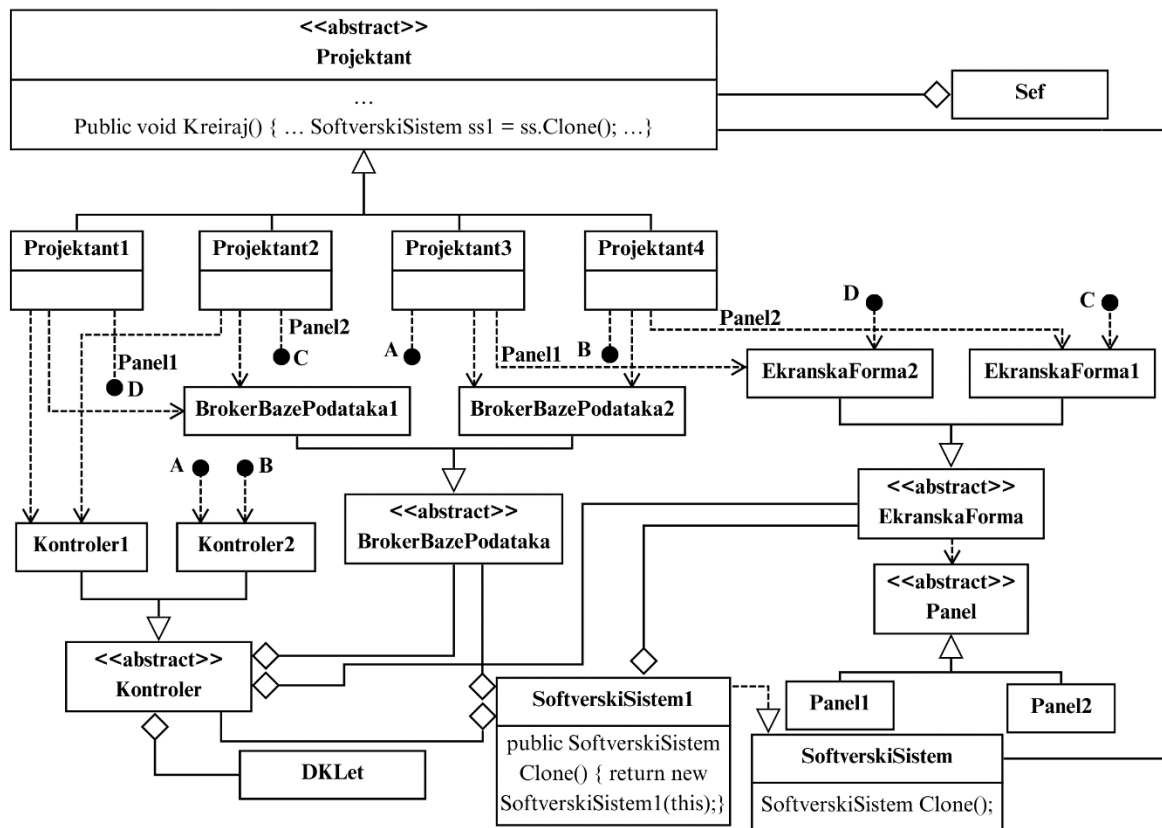 <<abstract>>
Projektant
...
Public void Kreiraj() { ... SoftverskiSistem ss1 = ss.Clone(); ...}
Sef
Projektant1
Projektant2
Projektant3
Projektant4
D
C
Panel2
Panel2
A
Panel1
B
Panel1
C
D
EkranskaForma2
EkranskaForma1
BrokerBazePodataka1
BrokerBazePodataka2
A
B
<<abstract>>
EkranskaForma
<<abstract>>
BrokerBazePodataka
Kontroler1
Kontroler2
<<abstract>>
Panel
<<abstract>>
Kontroler
SoftverskiSistem1
public SoftverskiSistem
Clone() { return new
SoftverskiSistem1(this);}
Panel1
Panel2
DKLet
SoftverskiSistem
SoftverskiSistem Clone();